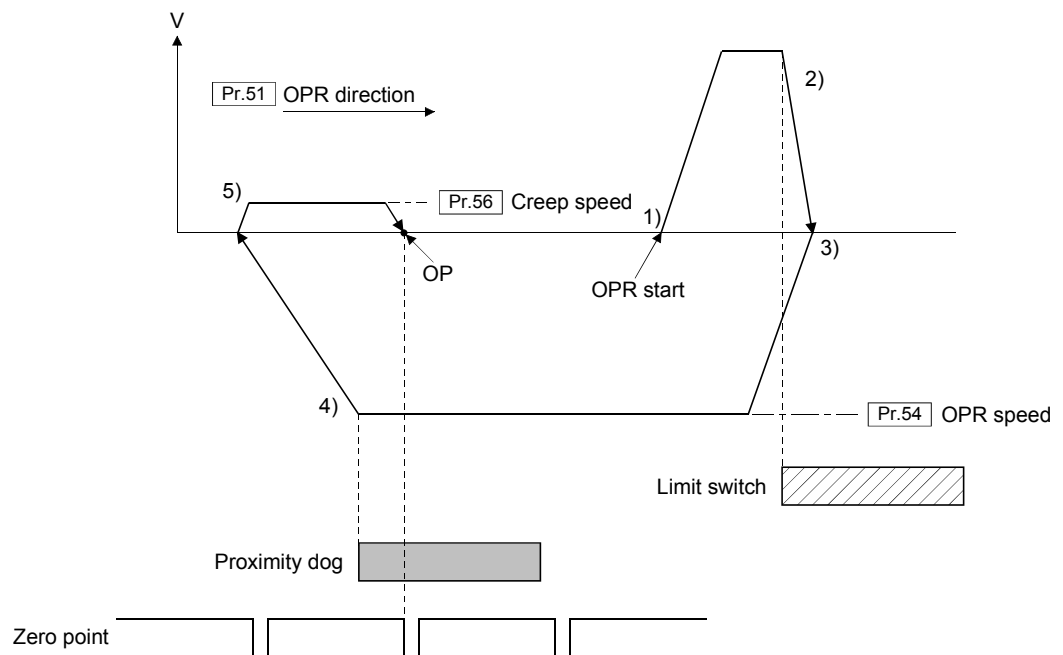 V
Pr.51 OPR direction
2)
5)
Pr.56 Creep speed
1)
3)
OP
OPR start
4)
Pr.54 OPR speed
Limit switch
Proximity dog
Zero point